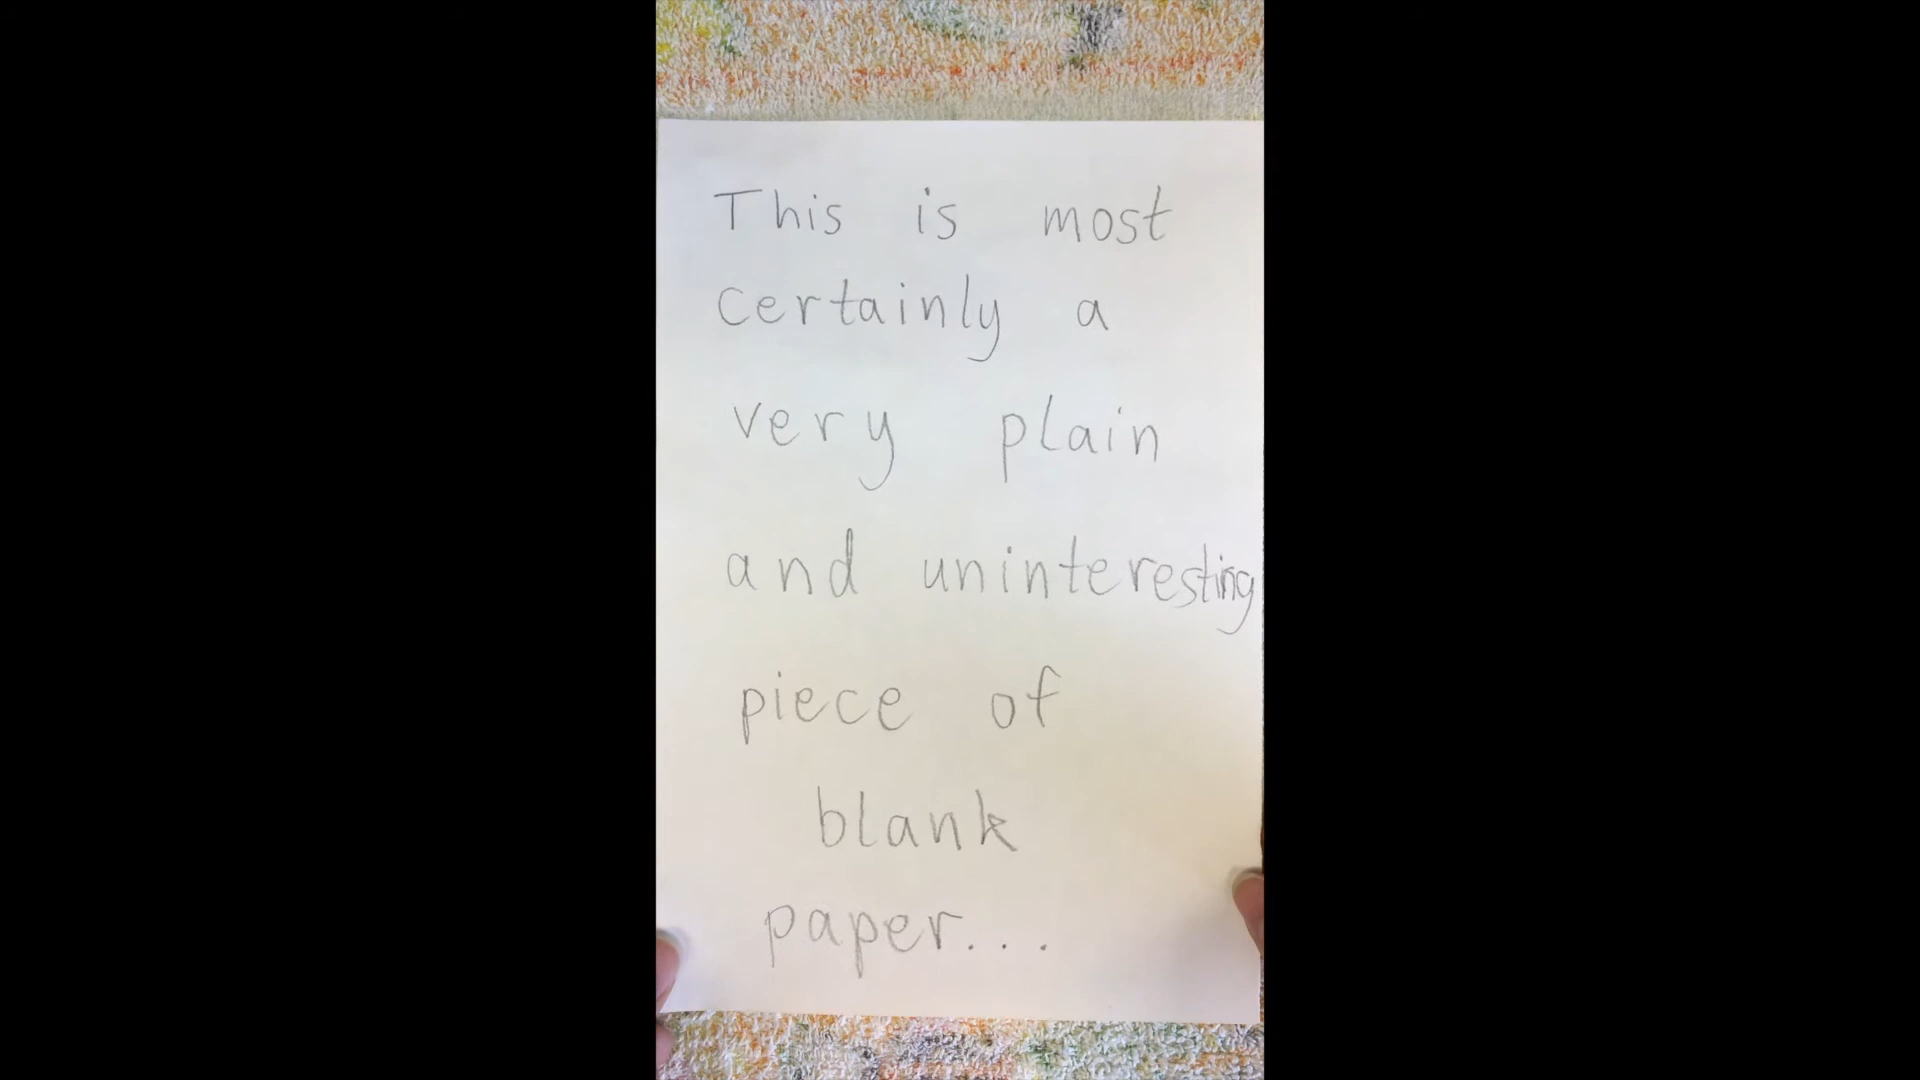 This is most
certainly a
very plain
and uninteresting
piece of
blank
paper...